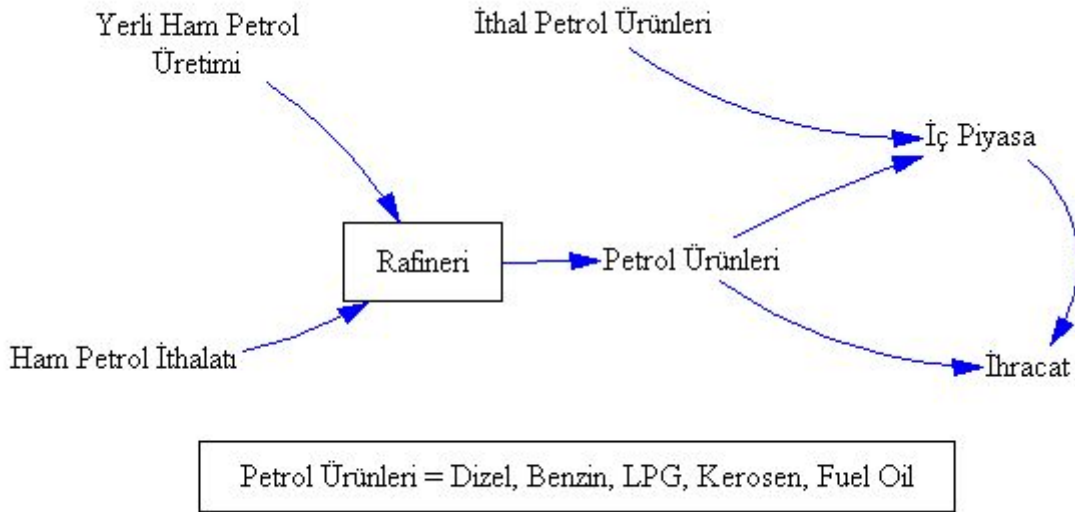 Yerli Ham Petrol
Üretimi
İthal Petrol Ürünleri
İç Piyasa
Rafineri
Petrol Ürünleri
Ham Petrol İthalatı
İhracat
Petrol Ürünleri = Dizel, Benzin, LPG, Kerosen, Fuel Oil